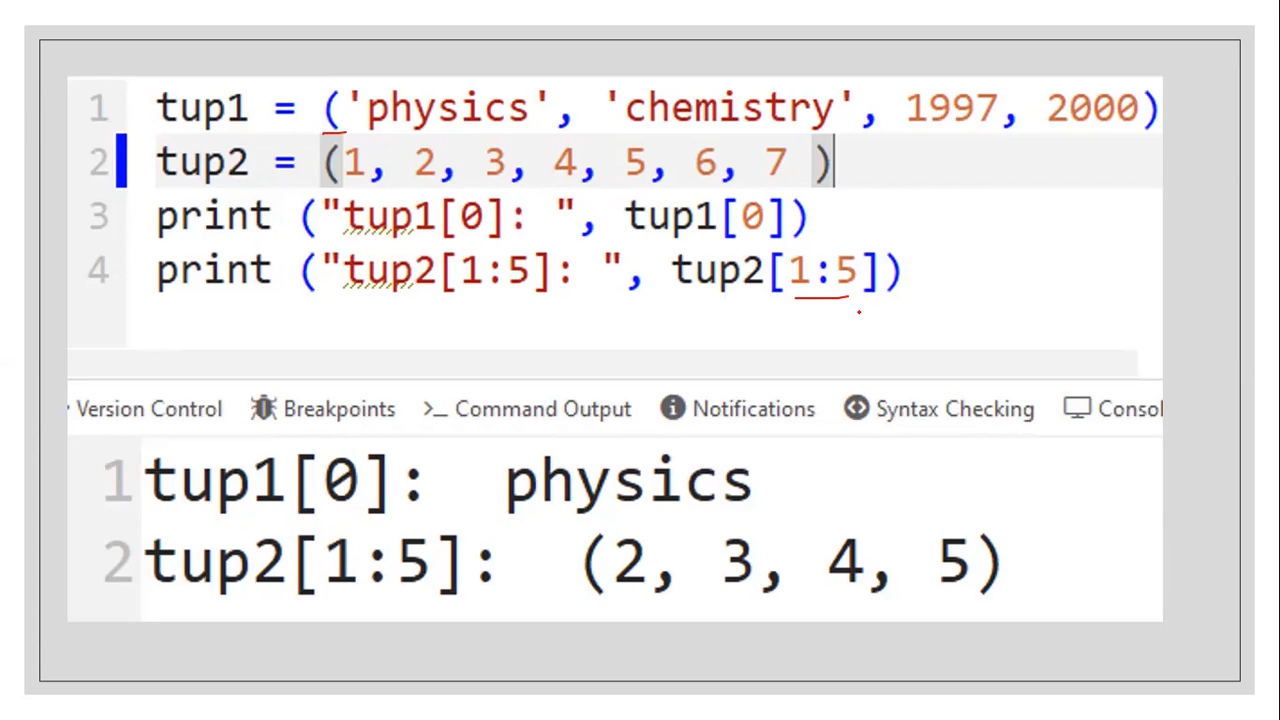 1 tup1 = ('physics', 'chemistry', 1997, 2000)
2 tup2 = (1, 2, 3, 4, 5, 6, 7 )
3 print ("tup1[0]: ", tup1[0])
4 print ("tup2[1:5]: ", tup2[1:5])
Version Control Breakpoints >_ Command Output Notifications Syntax Checking Consol
1 tup1[0]:  physics
2 tup2[1:5]:  (2, 3, 4, 5)